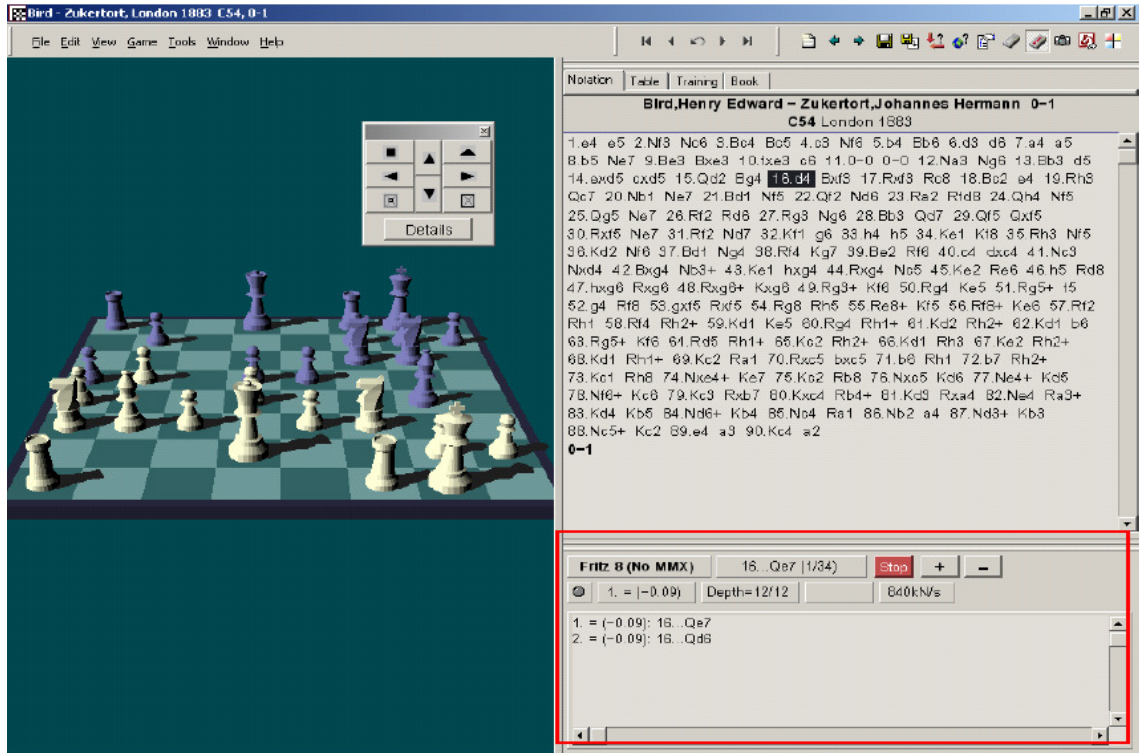 Bird - Zukertort, London 1883 C54, 0-1
File Edit View Game Tools Window Help
Notation Table Training Book
Bird,Henry Edward – Zukertort,Johannes Hermann 0–1
C54 London 1883
1.e4 e5 2.Nf3 Nc6 3.Bc4 Bc5 4.c3 Nf6 5.b4 Bb6 6.d3 d6 7.a4 a5
8.b5 Ne7 9.Be3 Bxe3 10.fxe3 c6 11.0-0 0-0 12.Na3 Ng6 13.Bb3 d5
14.exd5 cxd5 15.Qd2 Bg4 16.d4 Bxf3 17.Rxf3 Rc8 18.Bc2 e4 19.Rh3
Qc7 20.Nb1 Ne7 21.Bd1 Nf5 22.Qf2 Nd6 23.Ra2 Rfd8 24.Qh4 Nf5
25.Qg5 Ne7 26.Rf2 Rd6 27.Rg3 Ng6 28.Bb3 Qd7 29.Qf5 Qxf5
30.Rxf5 Ne7 31.Rf2 Nd7 32.Kf1 g6 33.h4 h5 34.Ke1 Kf8 35.Rh3 Nf5
36.Kd2 Nf6 37.Bd1 Ng4 38.Rf4 Kg7 39.Be2 Rf6 40.c4 dxc4 41.Nc3
Nxd4 42.Bxg4 Nb3+ 43.Ke1 hxg4 44.Rxg4 Nc5 45.Ke2 Re6 46.h5 Rd8
47.hxg6 Rxg6 48.Rxg6+ Kxg6 49.Rg3+ Kf6 50.Rg4 Ke5 51.Rg5+ f5
52.g4 Rf8 53.gxf5 Rxf5 54.Rg8 Rh5 55.Re8+ Kf5 56.Rf8+ Ke6 57.Rf2
Rh1 58.Rf4 Rh2+ 59.Kd1 Ke5 60.Rg4 Rh1+ 61.Kd2 Rh2+ 62.Kd1 b6
63.Rg5+ Kf6 64.Rd5 Rh1+ 65.Kc2 Rh2+ 66.Kd1 Rh3 67.Ke2 Rh2+
68.Kd1 Rh1+ 69.Kc2 Ra1 70.Rxc5 bxc5 71.b6 Rh1 72.b7 Rh2+
73.Kc1 Rh8 74.Nxe4+ Ke7 75.Kc2 Rb8 76.Nxc5 Kd6 77.Ne4+ Kd5
78.Nf6+ Kc6 79.Kc3 Rxb7 80.Kxc4 Rb4+ 81.Kd3 Rxa4 82.Ne4 Ra3+
83.Kd4 Kb5 84.Nd6+ Kb4 85.Nc4 Ra1 86.Nb2 a4 87.Nd3+ Kb3
88.Nc5+ Kc2 89.e4 a3 90.Kc4 a2
0–1
Details
Fritz 8 (No MMX) 16...Qe7 (1/34) Stop + –
1. = (-0.09) Depth=12/12 840kN/s
1. = (-0.09): 16...Qe7
2. = (-0.09): 16...Qd6